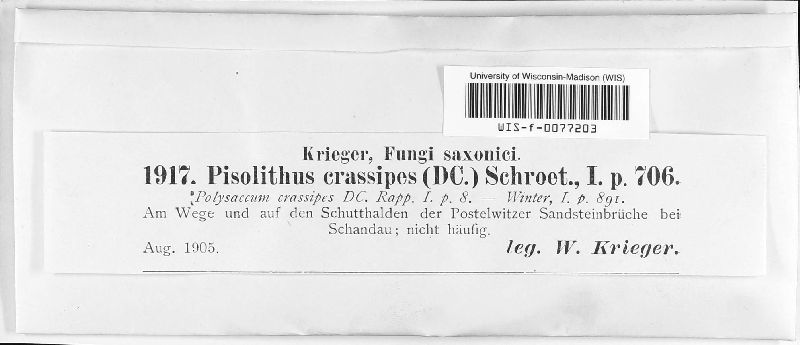 University of Wisconsin-Madison (WIS)
WIS-f-0077203
Krieger, Fungi saxonici.
1917. Pisolithus crassipes (DC.) Schroet., I. p. 706.
Polysaccum crassipes DC. Rapp. I. p. 8. — Winter, I. p. 891.
Am Wege und auf den Schutthalden der Postelwitzer Sandsteinbrüche bei
Schandau; nicht häufig.
Aug. 1905. leg. W. Krieger.